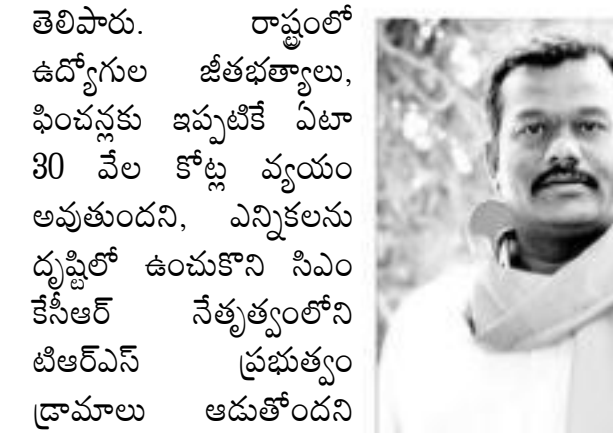 తెలిపారు. రాష్ట్రంలో
ఉద్యోగుల జీతభత్యాలు,
ఫించన్లకు ఇప్పటికే ఏటా
30 వేల కోట్ల వ్యయం
అవుతుందని, ఎన్నికలను
దృష్టిలో ఉంచుకొని సిఎం
కేసీఆర్ నేతృత్వంలోని
టిఆర్ఎస్ ప్రభుత్వం
డ్రామాలు ఆడుతోందని